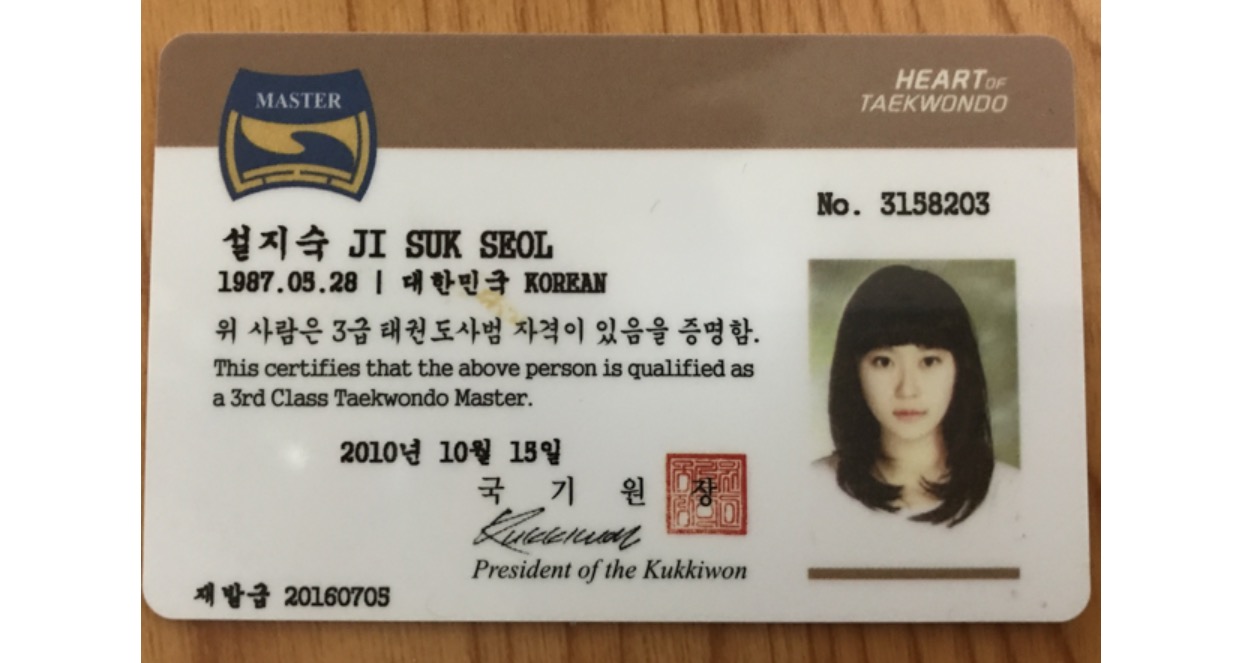 MASTER
HEART OF
TAEKWONDO
No. 3158203
설지숙 JI SUK SEOL
1987.05.28 | 대한민국 KOREAN
위 사람은 3급 태권도사범 자격이 있음을 증명함.
This certifies that the above person is qualified as
a 3rd Class Taekwondo Master.
2010년 10월 15일
국 기 원 장
Kukkiwon
President of the Kukkiwon
재발급 20160705